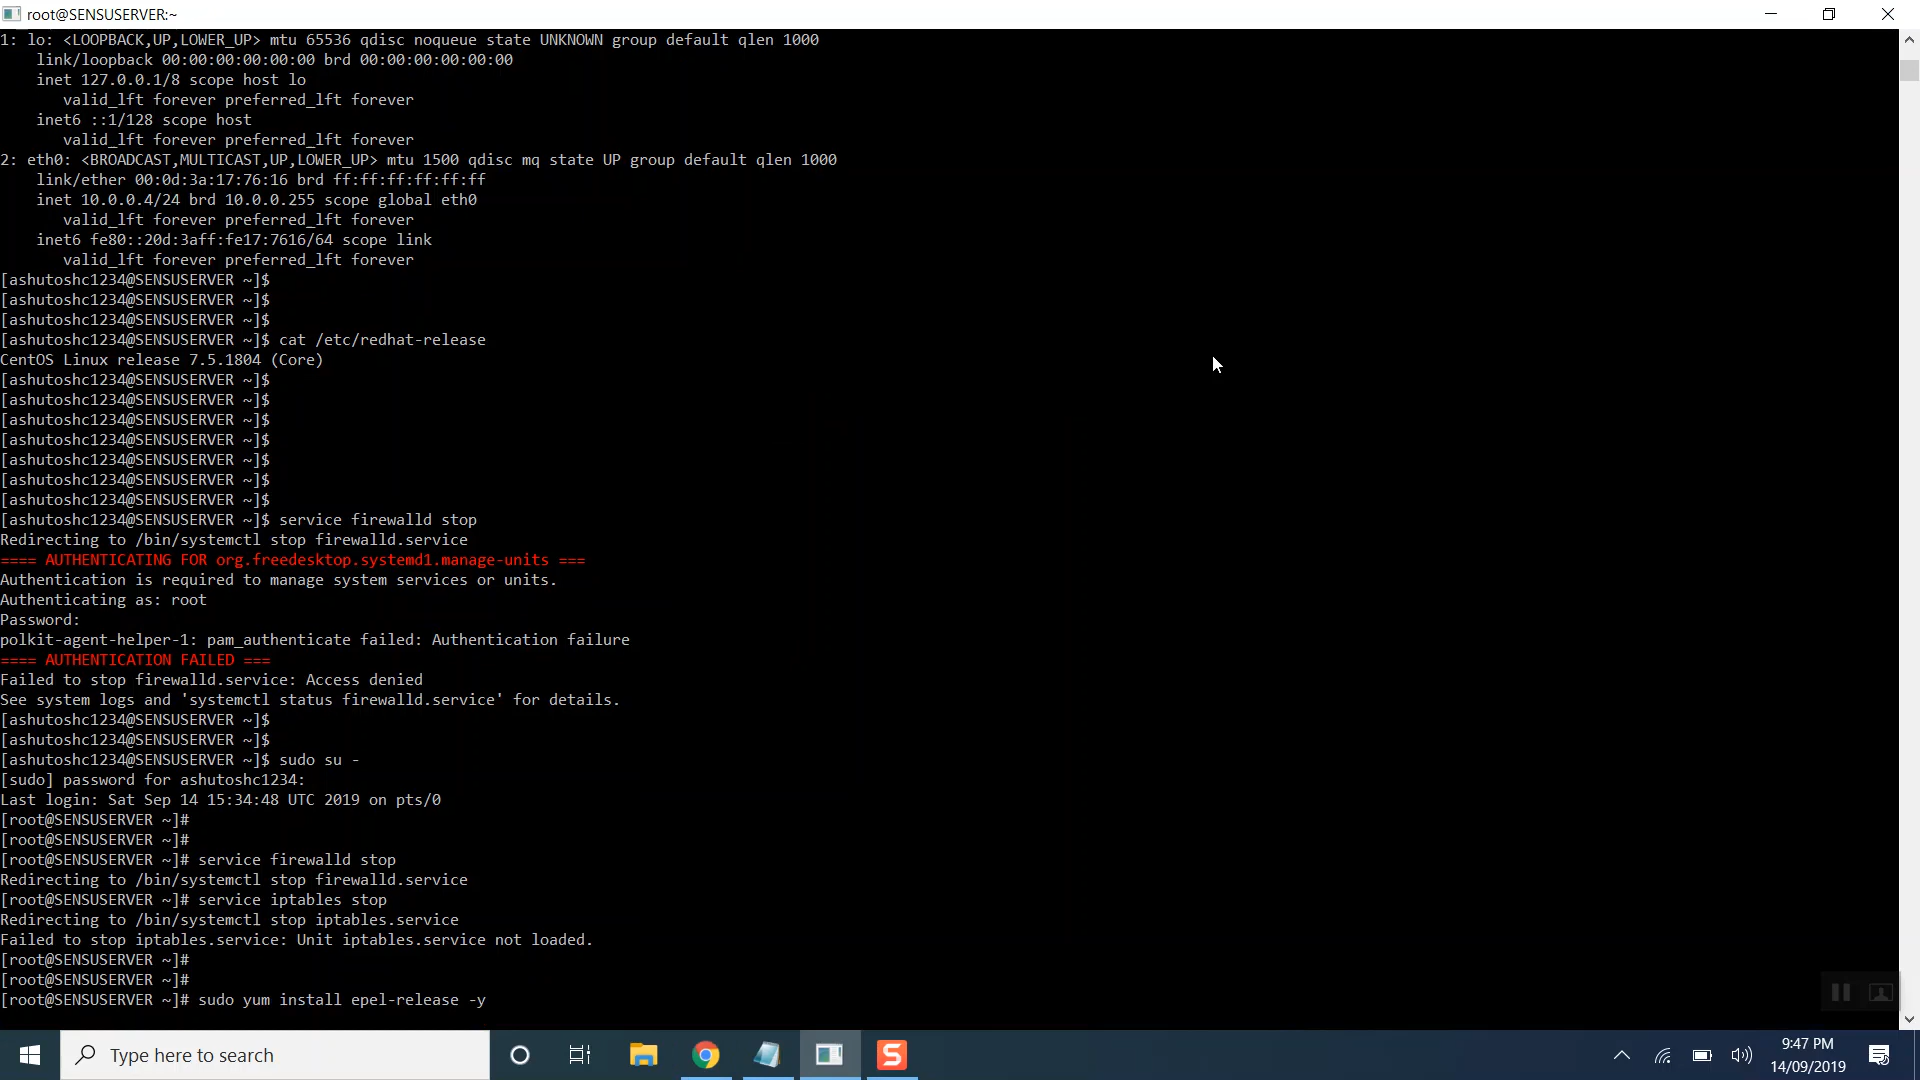 root@SENSUSERVER:~
1: lo: <LOOPBACK,UP,LOWER_UP> mtu 65536 qdisc noqueue state UNKNOWN group default qlen 1000
    link/loopback 00:00:00:00:00:00 brd 00:00:00:00:00:00
    inet 127.0.0.1/8 scope host lo
       valid_lft forever preferred_lft forever
    inet6 ::1/128 scope host
       valid_lft forever preferred_lft forever
2: eth0: <BROADCAST,MULTICAST,UP,LOWER_UP> mtu 1500 qdisc mq state UP group default qlen 1000
    link/ether 00:0d:3a:17:76:16 brd ff:ff:ff:ff:ff:ff
    inet 10.0.0.4/24 brd 10.0.0.255 scope global eth0
       valid_lft forever preferred_lft forever
    inet6 fe80::20d:3aff:fe17:7616/64 scope link
       valid_lft forever preferred_lft forever
[ashutoshc1234@SENSUSERVER ~]$
[ashutoshc1234@SENSUSERVER ~]$
[ashutoshc1234@SENSUSERVER ~]$
[ashutoshc1234@SENSUSERVER ~]$ cat /etc/redhat-release
CentOS Linux release 7.5.1804 (Core)
[ashutoshc1234@SENSUSERVER ~]$
[ashutoshc1234@SENSUSERVER ~]$
[ashutoshc1234@SENSUSERVER ~]$
[ashutoshc1234@SENSUSERVER ~]$
[ashutoshc1234@SENSUSERVER ~]$
[ashutoshc1234@SENSUSERVER ~]$
[ashutoshc1234@SENSUSERVER ~]$
[ashutoshc1234@SENSUSERVER ~]$ service firewalld stop
Redirecting to /bin/systemctl stop firewalld.service
==== AUTHENTICATING FOR org.freedesktop.systemd1.manage-units ===
Authentication is required to manage system services or units.
Authenticating as: root
Password:
polkit-agent-helper-1: pam_authenticate failed: Authentication failure
==== AUTHENTICATION FAILED ===
Failed to stop firewalld.service: Access denied
See system logs and 'systemctl status firewalld.service' for details.
[ashutoshc1234@SENSUSERVER ~]$
[ashutoshc1234@SENSUSERVER ~]$
[ashutoshc1234@SENSUSERVER ~]$ sudo su -
[sudo] password for ashutoshc1234:
Last login: Sat Sep 14 15:34:48 UTC 2019 on pts/0
[root@SENSUSERVER ~]#
[root@SENSUSERVER ~]#
[root@SENSUSERVER ~]# service firewalld stop
Redirecting to /bin/systemctl stop firewalld.service
[root@SENSUSERVER ~]# service iptables stop
Redirecting to /bin/systemctl stop iptables.service
Failed to stop iptables.service: Unit iptables.service not loaded.
[root@SENSUSERVER ~]#
[root@SENSUSERVER ~]#
[root@SENSUSERVER ~]# sudo yum install epel-release -y
Type here to search
S
9:47 PM
14/09/2019